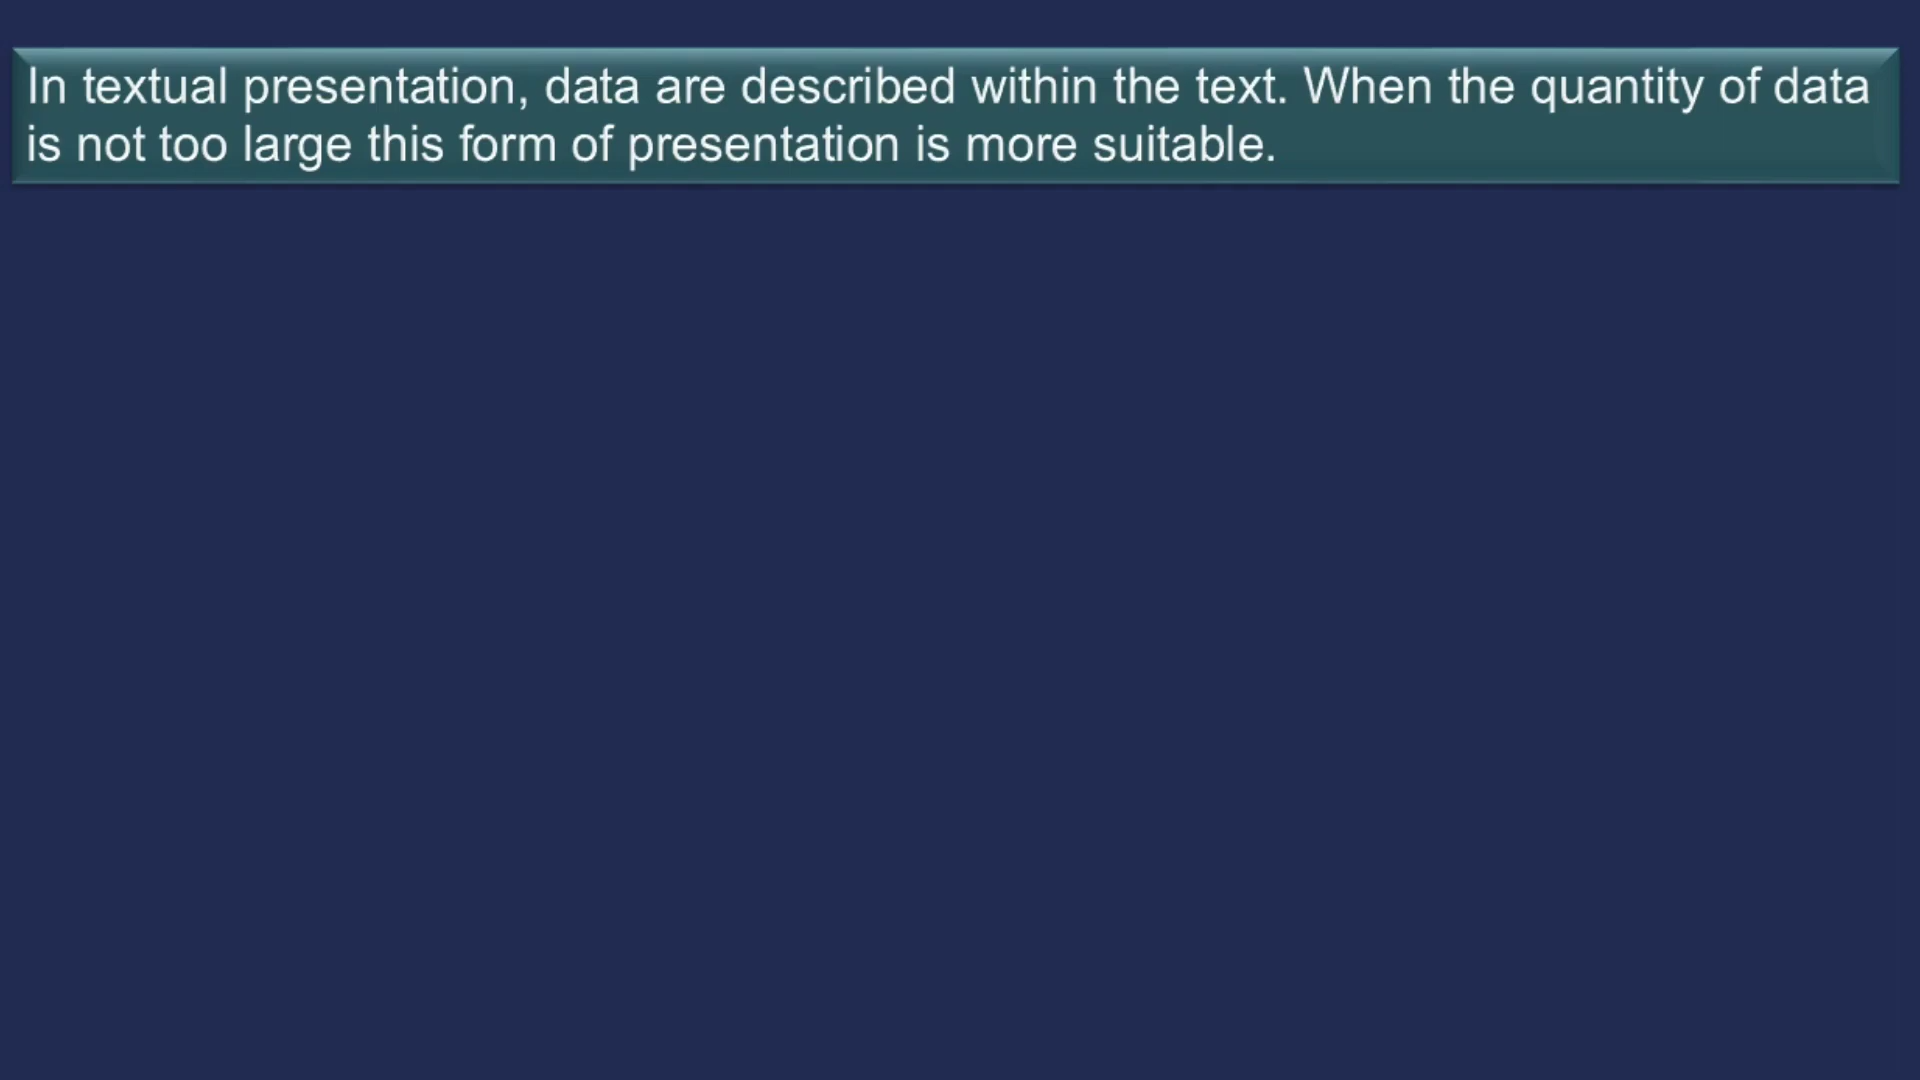 In textual presentation, data are described within the text. When the quantity of data
is not too large this form of presentation is more suitable.